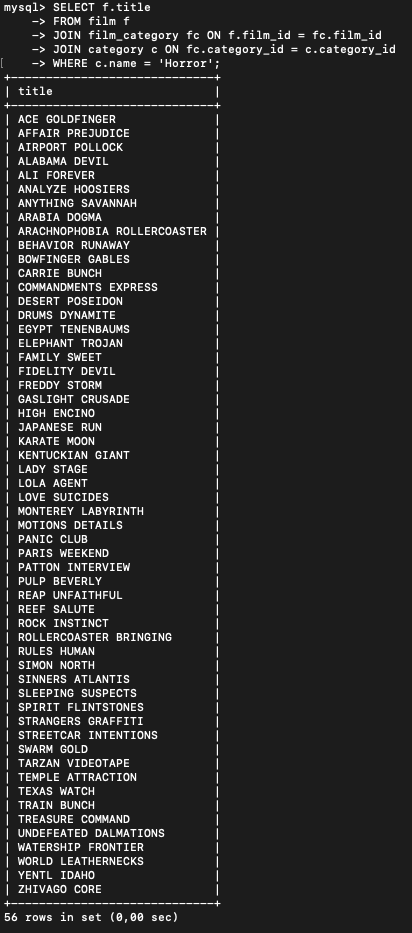 mysql> SELECT f.title
    -> FROM film f
    -> JOIN film_category fc ON f.film_id = fc.film_id
    -> JOIN category c ON fc.category_id = c.category_id
[    -> WHERE c.name = 'Horror';
+-----------------------------+
| title                       |
+-----------------------------+
| ACE GOLDFINGER              |
| AFFAIR PREJUDICE            |
| AIRPORT POLLOCK             |
| ALABAMA DEVIL               |
| ALI FOREVER                 |
| ANALYZE HOOSIERS            |
| ANYTHING SAVANNAH           |
| ARABIA DOGMA                |
| ARACHNOPHOBIA ROLLERCOASTER |
| BEHAVIOR RUNAWAY            |
| BOWFINGER GABLES            |
| CARRIE BUNCH                |
| COMMANDMENTS EXPRESS        |
| DESERT POSEIDON             |
| DRUMS DYNAMITE              |
| EGYPT TENENBAUMS            |
| ELEPHANT TROJAN             |
| FAMILY SWEET                |
| FIDELITY DEVIL              |
| FREDDY STORM                |
| GASLIGHT CRUSADE            |
| HIGH ENCINO                 |
| JAPANESE RUN                |
| KARATE MOON                 |
| KENTUCKIAN GIANT            |
| LADY STAGE                  |
| LOLA AGENT                  |
| LOVE SUICIDES               |
| MONTEREY LABYRINTH          |
| MOTIONS DETAILS             |
| PANIC CLUB                  |
| PARIS WEEKEND               |
| PATTON INTERVIEW            |
| PULP BEVERLY                |
| REAP UNFAITHFUL             |
| REEF SALUTE                 |
| ROCK INSTINCT               |
| ROLLERCOASTER BRINGING      |
| RULES HUMAN                 |
| SIMON NORTH                 |
| SINNERS ATLANTIS            |
| SLEEPING SUSPECTS           |
| SPIRIT FLINTSTONES          |
| STRANGERS GRAFFITI          |
| STREETCAR INTENTIONS        |
| SWARM GOLD                  |
| TARZAN VIDEOTAPE            |
| TEMPLE ATTRACTION           |
| TEXAS WATCH                 |
| TRAIN BUNCH                 |
| TREASURE COMMAND            |
| UNDEFEATED DALMATIONS       |
| WATERSHIP FRONTIER          |
| WORLD LEATHERNECKS          |
| YENTL IDAHO                 |
| ZHIVAGO CORE                |
+-----------------------------+
56 rows in set (0,00 sec)